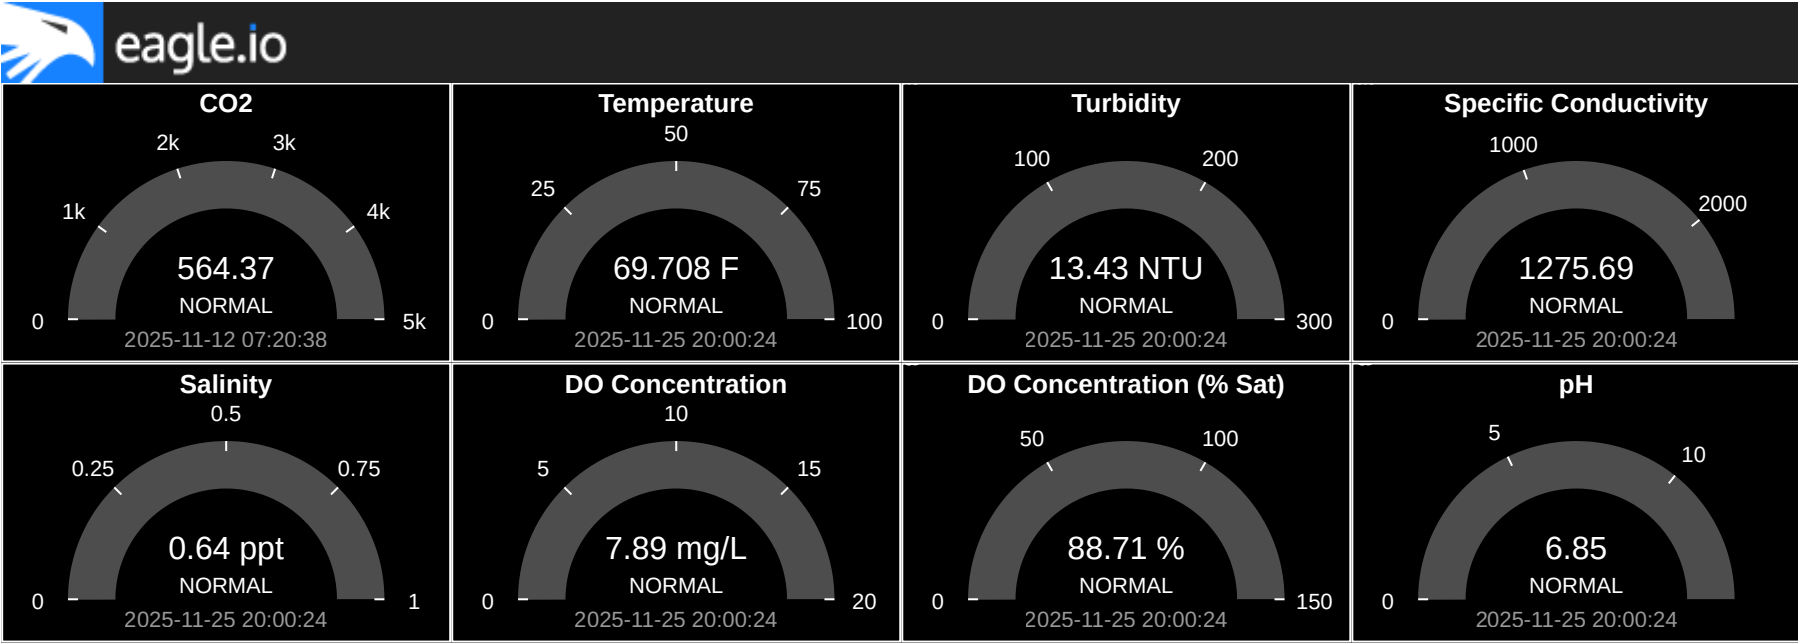 eagle.io
CO2
2k
3k
1k
4k
564.37
NORMAL
0
5k
2025-11-12 07:20:38
Temperature
50
25
75
69.708 F
NORMAL
0
100
2025-11-25 20:00:24
Turbidity
100
200
13.43 NTU
NORMAL
0
300
2025-11-25 20:00:24
Specific Conductivity
1000
2000
1275.69
NORMAL
0
2025-11-25 20:00:24
Salinity
0.5
0.25
0.75
0.64 ppt
NORMAL
0
1
2025-11-25 20:00:24
DO Concentration
10
5
15
7.89 mg/L
NORMAL
0
20
2025-11-25 20:00:24
DO Concentration (% Sat)
50
100
88.71 %
NORMAL
0
150
2025-11-25 20:00:24
pH
5
10
6.85
NORMAL
0
2025-11-25 20:00:24